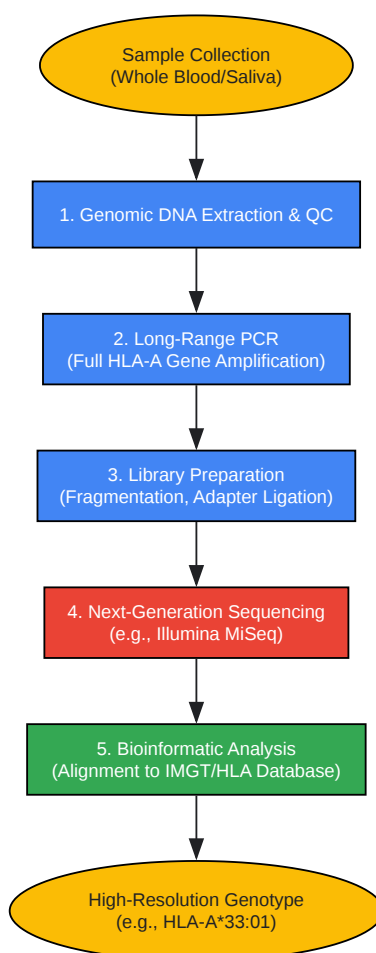 Sample Collection
(Whole Blood/Saliva)
1. Genomic DNA Extraction & QC
2. Long-Range PCR
(Full HLA-A Gene Amplification)
3. Library Preparation
(Fragmentation, Adapter Ligation)
4. Next-Generation Sequencing
(e.g., Illumina MiSeq)
5. Bioinformatic Analysis
(Alignment to IMGT/HLA Database)
High-Resolution Genotype
(e.g., HLA-A*33:01)